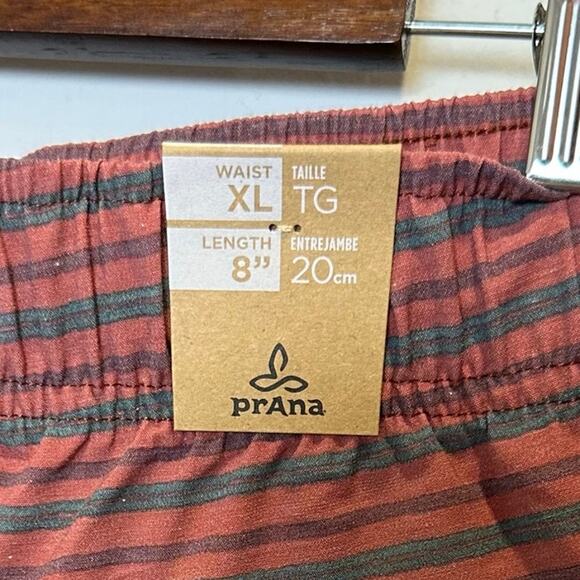 WAIST TAILLE
XL TG
LENGTH ENTREJAMBE
8” 20cm
prAna